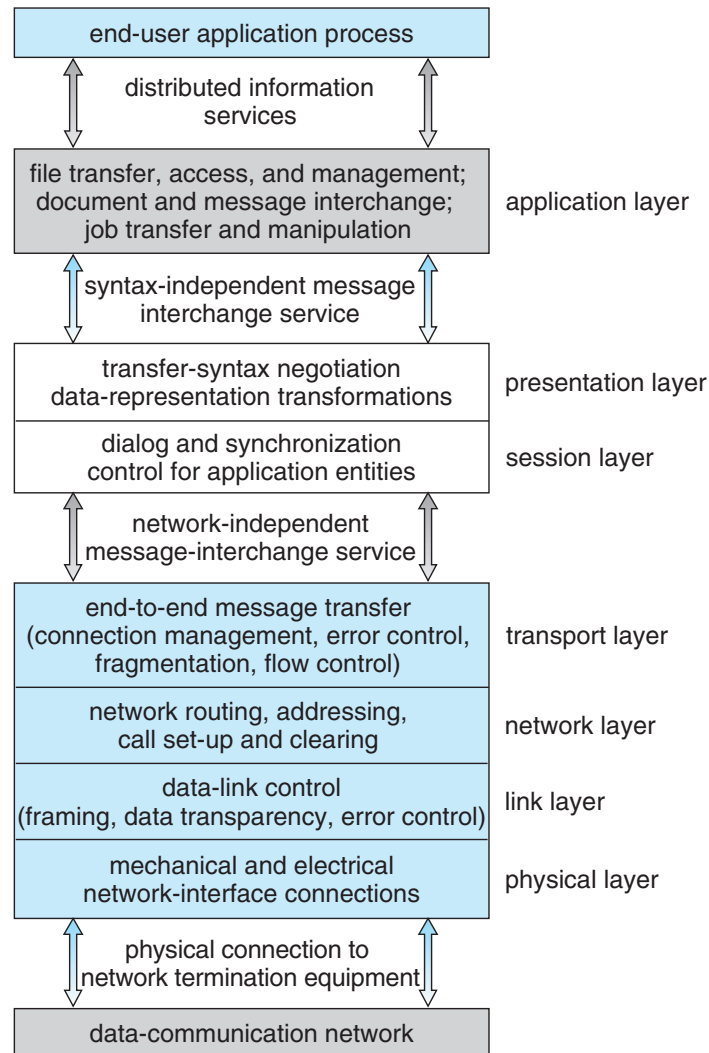 end-user application process
distributed information
services
file transfer, access, and management;
document and message interchange;
job transfer and manipulation
application layer
syntax-independent message
interchange service
transfer-syntax negotiation
data-representation transformations
presentation layer
dialog and synchronization
control for application entities
session layer
network-independent
message-interchange service
end-to-end message transfer
(connection management, error control,
fragmentation, flow control)
transport layer
network routing, addressing,
call set-up and clearing
network layer
data-link control
(framing, data transparency, error control)
link layer
mechanical and electrical
network-interface connections
physical layer
physical connection to
network termination equipment
data-communication network